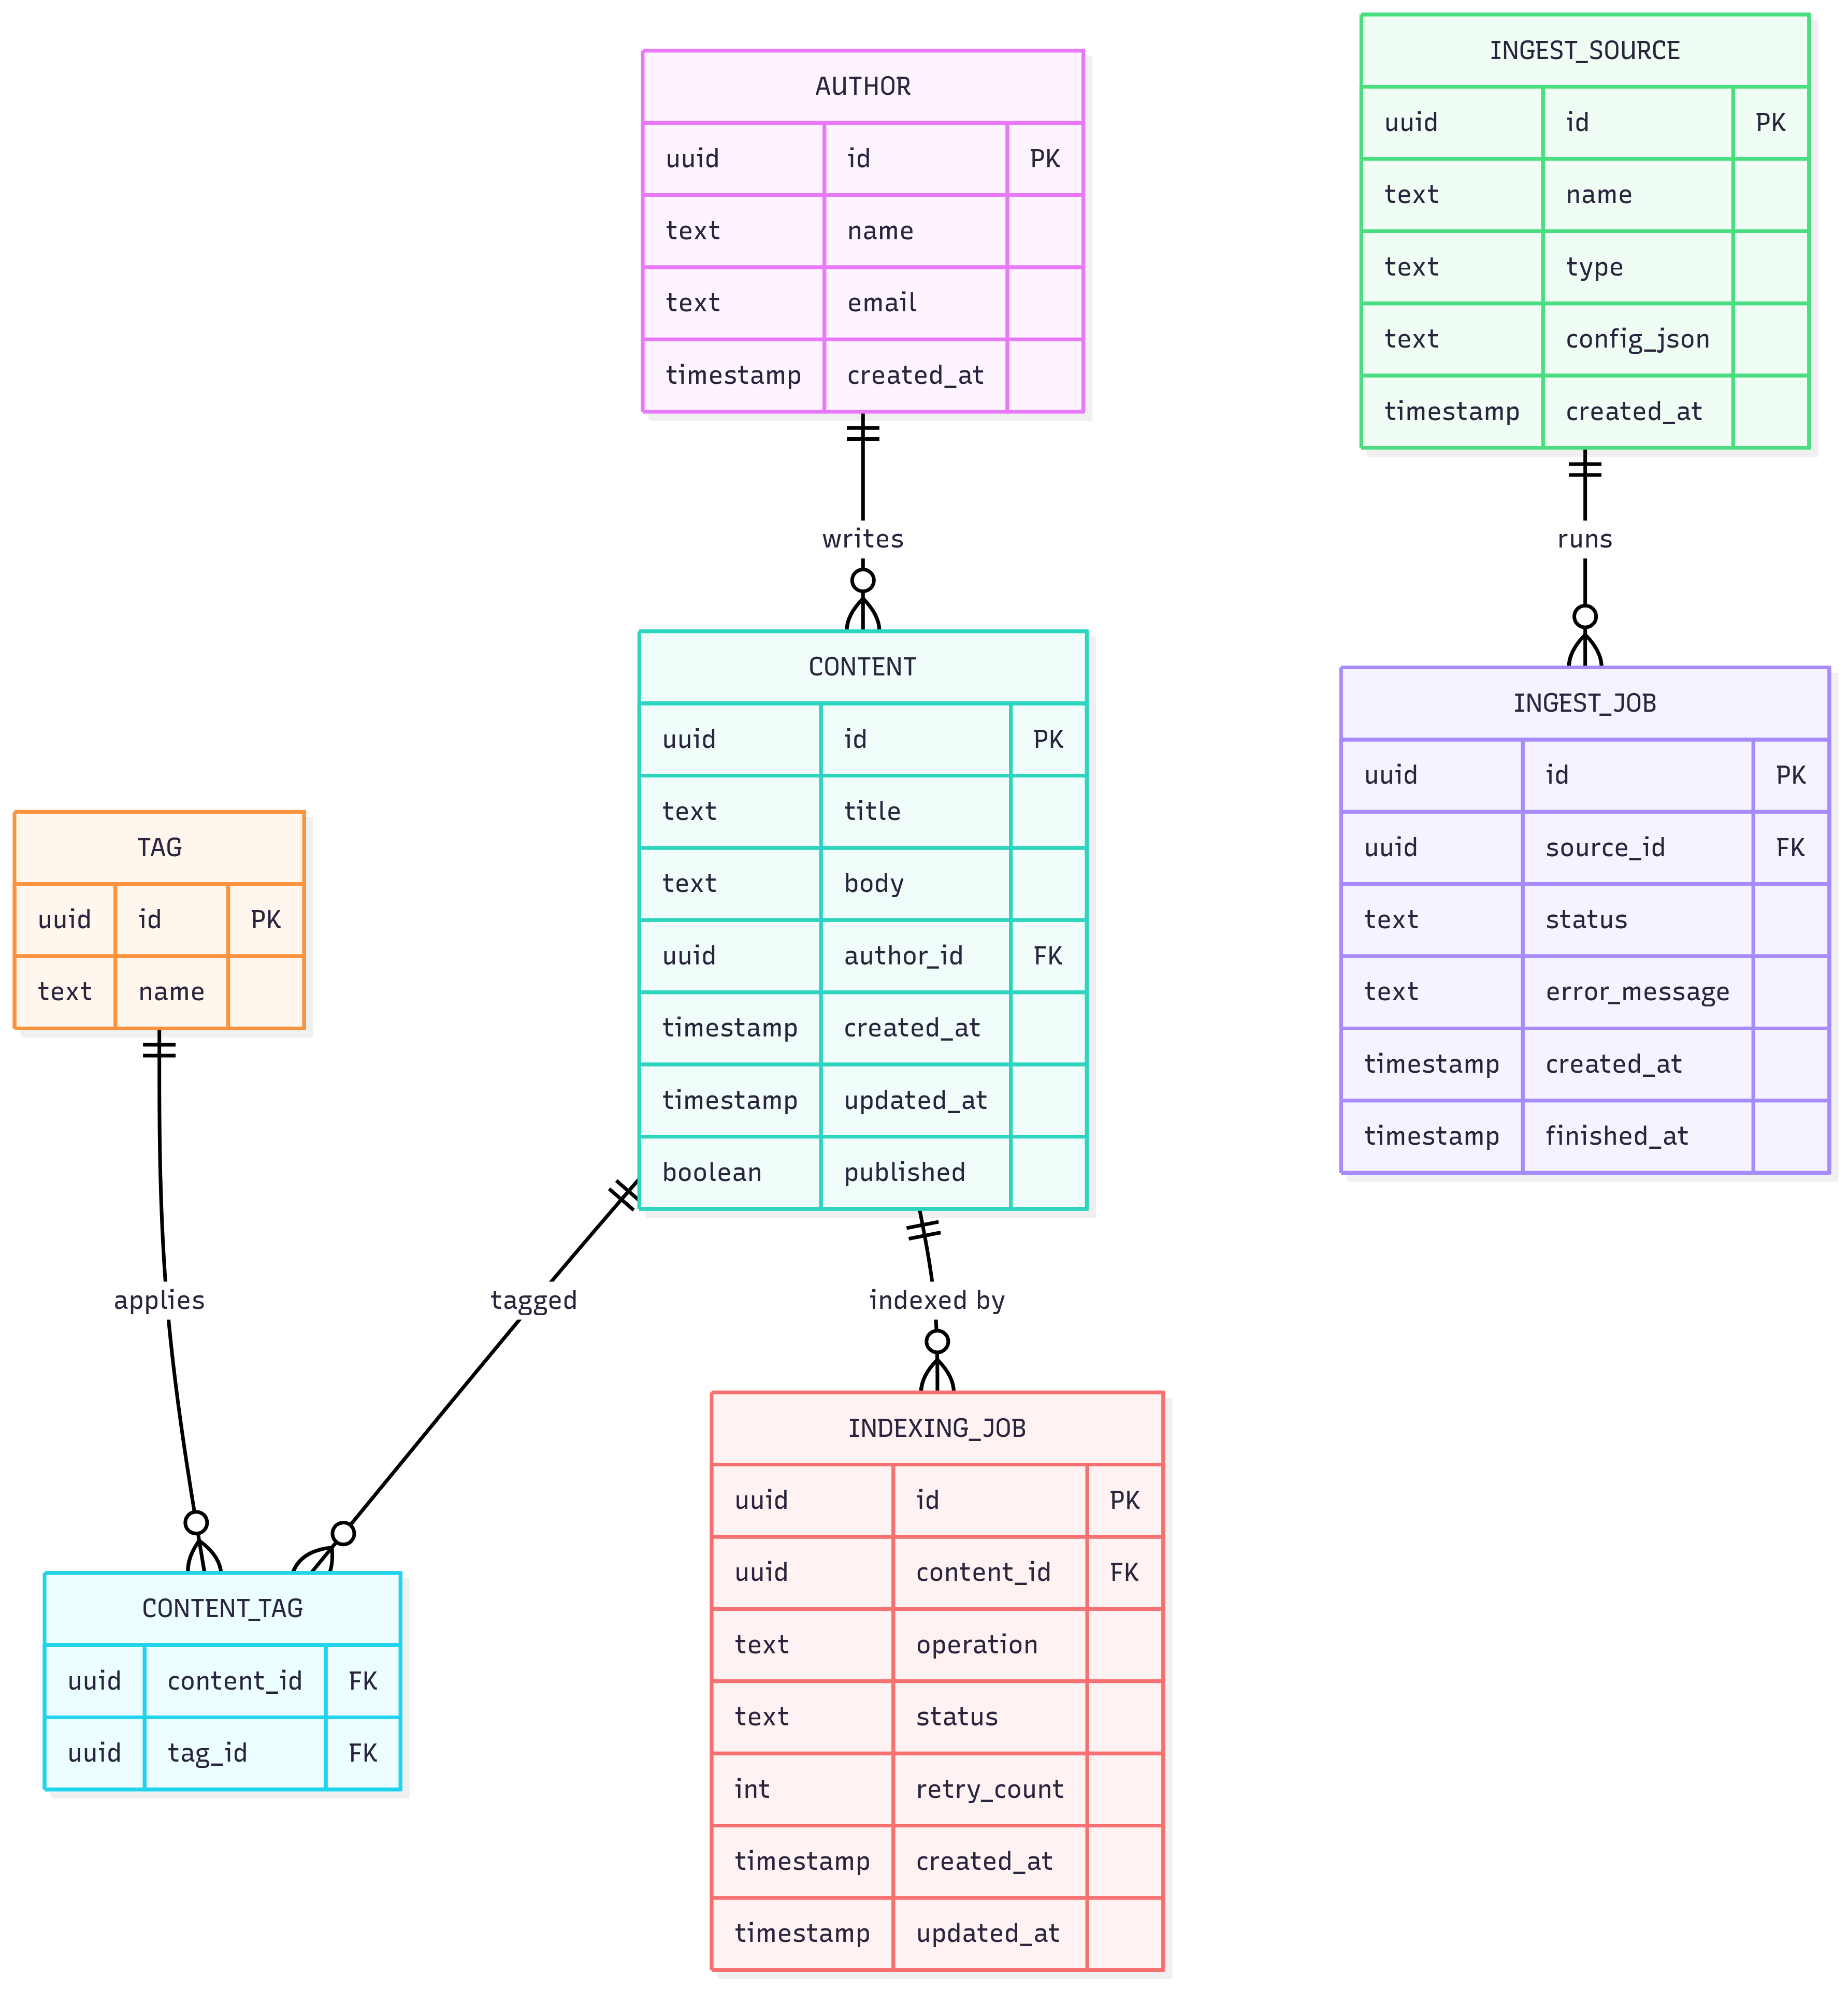 AUTHOR
uuid id PK
text name
text email
timestamp created_at
INGEST_SOURCE
uuid id PK
text name
text type
text config_json
timestamp created_at
writes
runs
CONTENT
uuid id PK
text title
text body
uuid author_id FK
timestamp created_at
timestamp updated_at
boolean published
INGEST_JOB
uuid id PK
uuid source_id FK
text status
text error_message
timestamp created_at
timestamp finished_at
TAG
uuid id PK
text name
applies
tagged
indexed by
CONTENT_TAG
uuid content_id FK
uuid tag_id FK
INDEXING_JOB
uuid id PK
uuid content_id FK
text operation
text status
int retry_count
timestamp created_at
timestamp updated_at